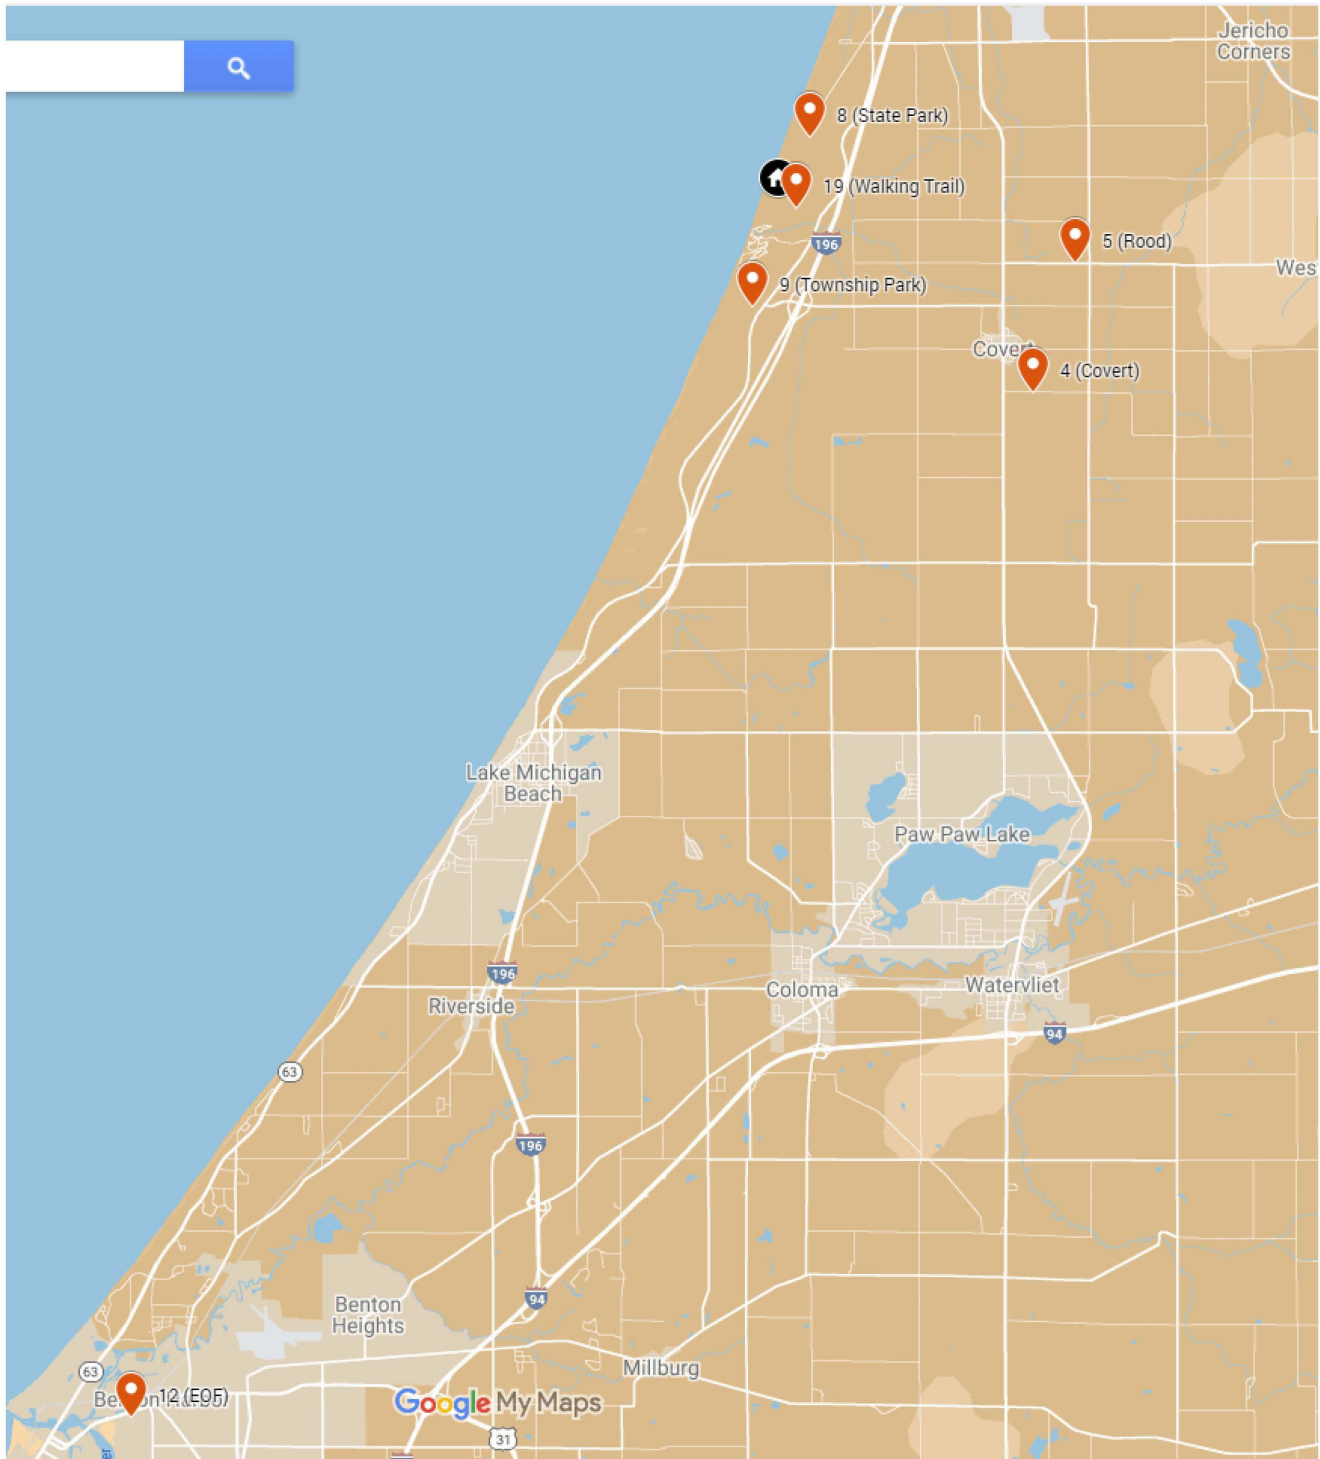 Jericho
Corners
8 (State Park)
19 (Walking Trail)
196
5 (Rood)
9 (Township Park)
Covert
4 (Covert)
Lake Michigan
Beach
Paw Paw Lake
196
Riverside
Coloma
Watervliet
94
63
196
94
Benton
Heights
Millburg
63
12 (EOF)
Google My Maps
31